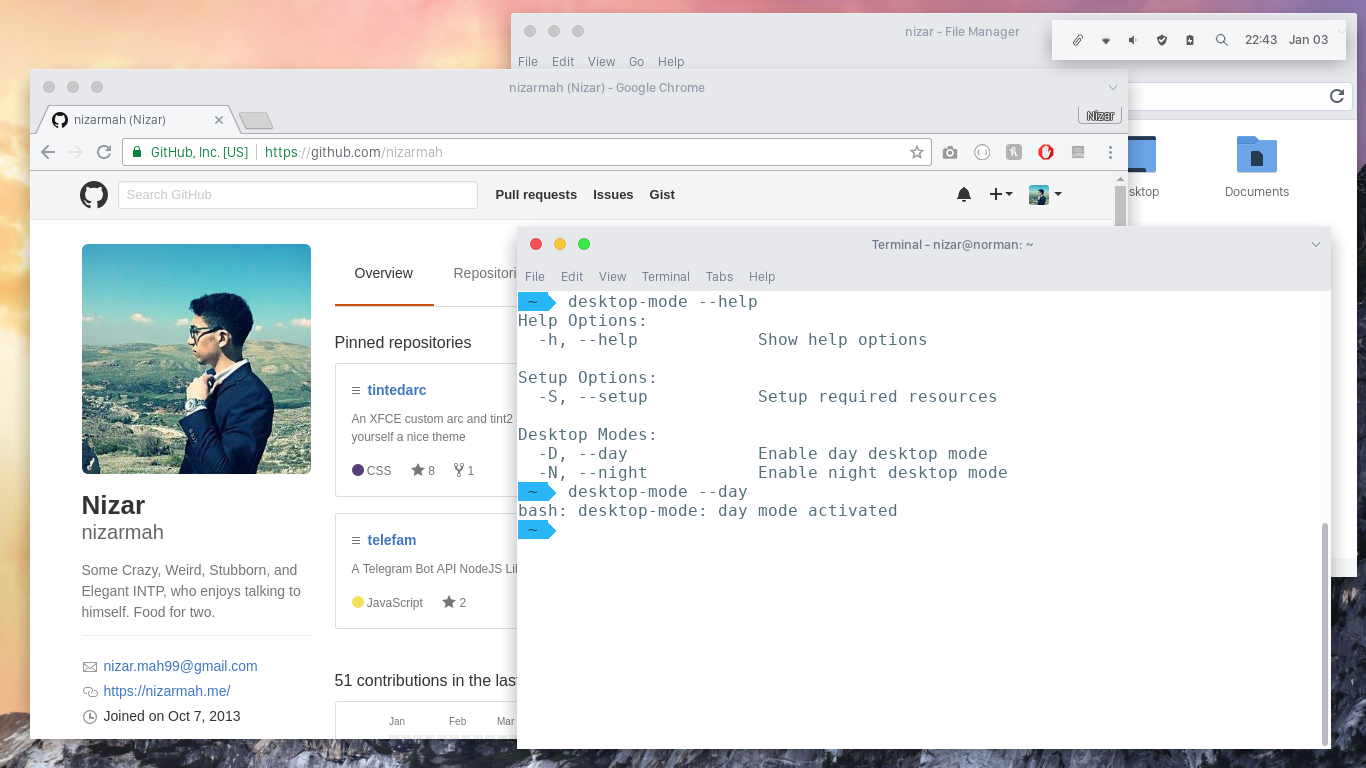 nizar - File Manager
22:43 Jan 03
File Edit View Go Help
nizarmah (Nizar) - Google Chrome
nizarmah (Nizar)
Nizar
GitHub, Inc. [US] https://github.com/nizarmah
Search GitHub
Pull requests Issues Gist
sktop
Documents
Overview Repositori
Pinned repositories
tintedarc
An XFCE custom arc and tint2
yourself a nice theme
CSS 8 1
telefam
A Telegram Bot API NodeJS Li
JavaScript 2
51 contributions in the las
Jan Feb Mar
Nizar
nizarmah
Some Crazy, Weird, Stubborn, and
Elegant INTP, who enjoys talking to
himself. Food for two.
nizar.mah99@gmail.com
https://nizarmah.me/
Joined on Oct 7, 2013
Terminal - nizar@norman: ~
File Edit View Terminal Tabs Help
~ desktop-mode --help
Help Options:
-h, --help Show help options
Setup Options:
-S, --setup Setup required resources
Desktop Modes:
-D, --day Enable day desktop mode
-N, --night Enable night desktop mode
~ desktop-mode --day
bash: desktop-mode: day mode activated
~